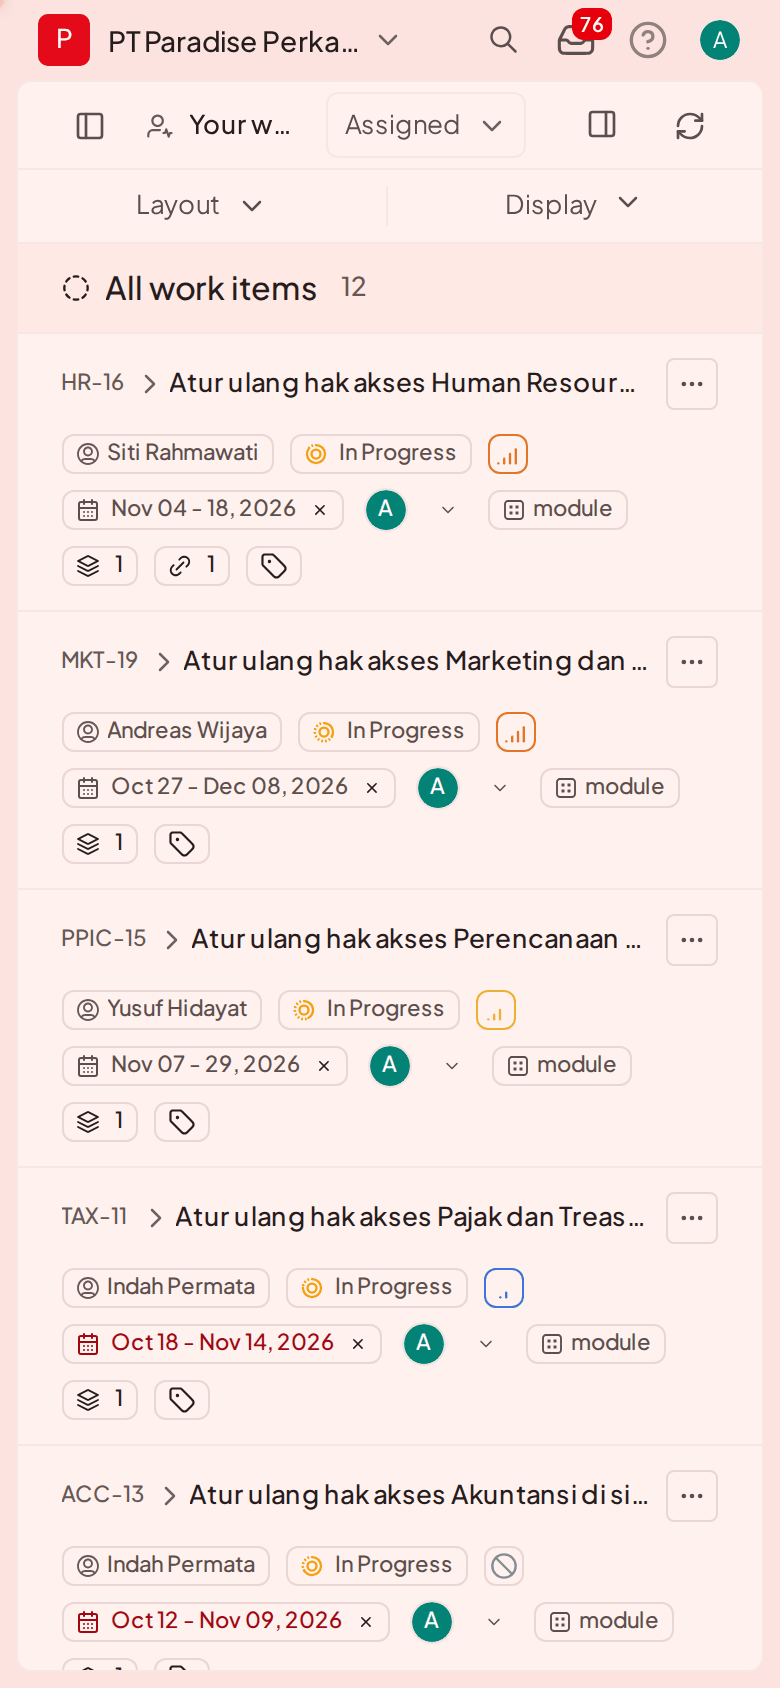 P PT Paradise Perka... 76 A
Your w... Assigned
Layout Display
All work items 12
HR-16 Atur ulang hak akses Human Resour...
Siti Rahmawati In Progress
Nov 04 - 18, 2026 A module
1 1
MKT-19 Atur ulang hak akses Marketing dan ...
Andreas Wijaya In Progress
Oct 27 - Dec 08, 2026 A module
1
PPIC-15 Atur ulang hak akses Perencanaan ...
Yusuf Hidayat In Progress
Nov 07 - 29, 2026 A module
1
TAX-11 Atur ulang hak akses Pajak dan Treas...
Indah Permata In Progress
Oct 18 - Nov 14, 2026 A module
1
ACC-13 Atur ulang hak akses Akuntansi di si...
Indah Permata In Progress
Oct 12 - Nov 09, 2026 A module